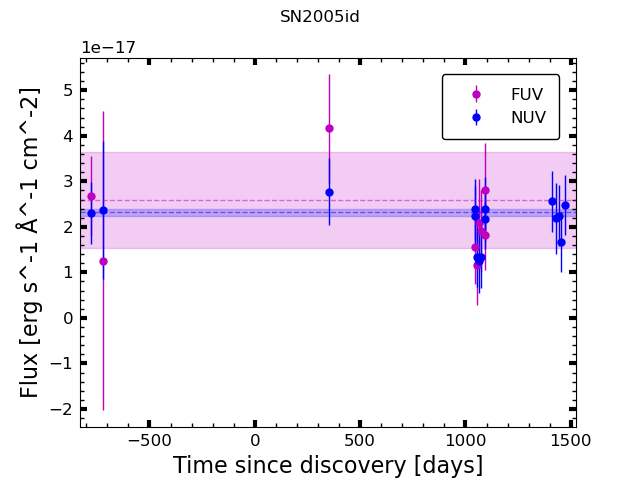 SN2005id
1e−17
FUV
NUV
5
4
3
2
1
0
−1
−2
Flux [erg s^-1 Å^-1 cm^-2]
−500
0
500
1000
1500
Time since discovery [days]